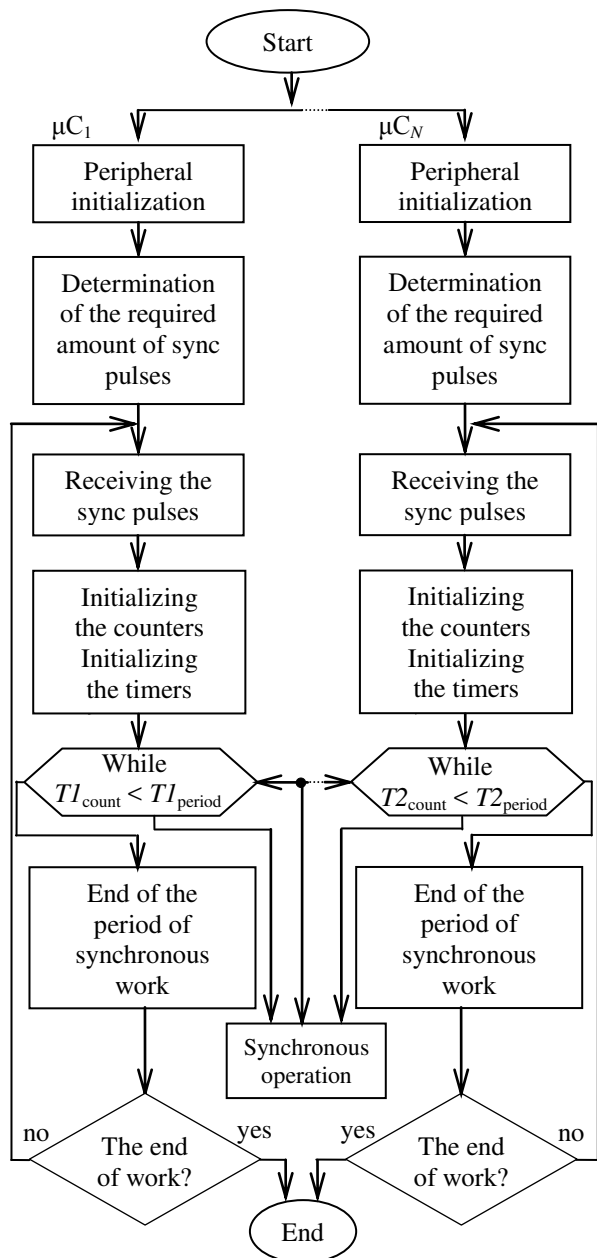 Start
μC1
μCN
Peripheral
initialization
Peripheral
initialization
Determination
of the required
amount of sync
pulses
Determination
of the required
amount of sync
pulses
Receiving the
sync pulses
Receiving the
sync pulses
Initializing
the counters
Initializing
the timers
Initializing
the counters
Initializing
the timers
While
T1count < T1period
While
T2count < T2period
End of the
period of
synchronous
work
End of the
period of
synchronous
work
Synchronous
operation
no
The end
of work?
yes
yes
The end
of work?
no
End